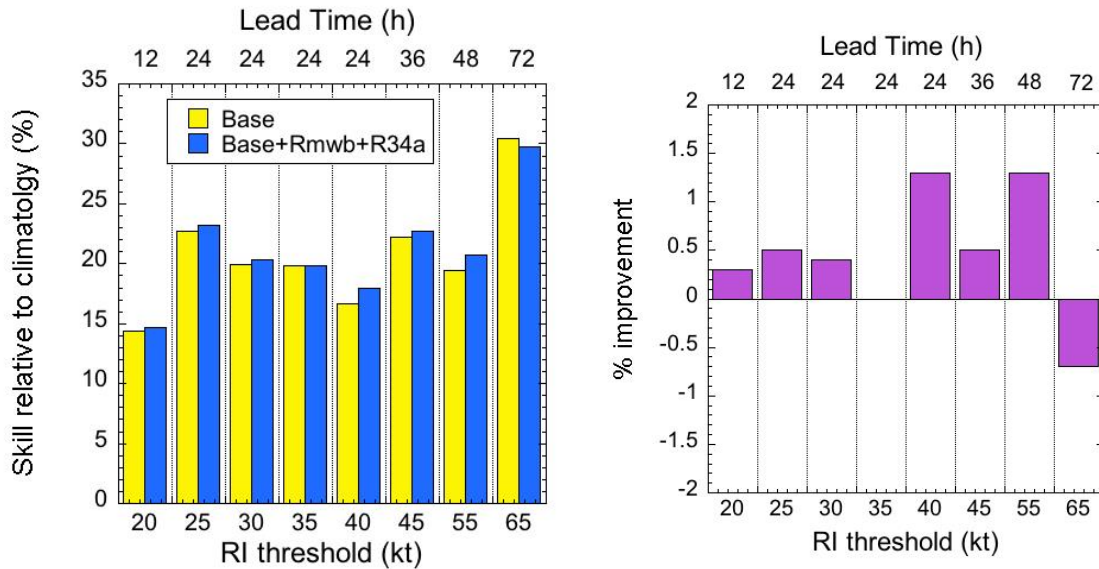 Lead Time (h)
12 24 24 24 24 36 48 72
35
30
25
20
15
10
5
0
Skill relative to climatolgy (%)
Base
Base+Rmwb+R34a
20 25 30 35 40 45 55 65
RI threshold (kt)
Lead Time (h)
12 24 24 24 24 36 48 72
2
1.5
1
0.5
0
-0.5
-1
-1.5
-2
% improvement
20 25 30 35 40 45 55 65
RI threshold (kt)